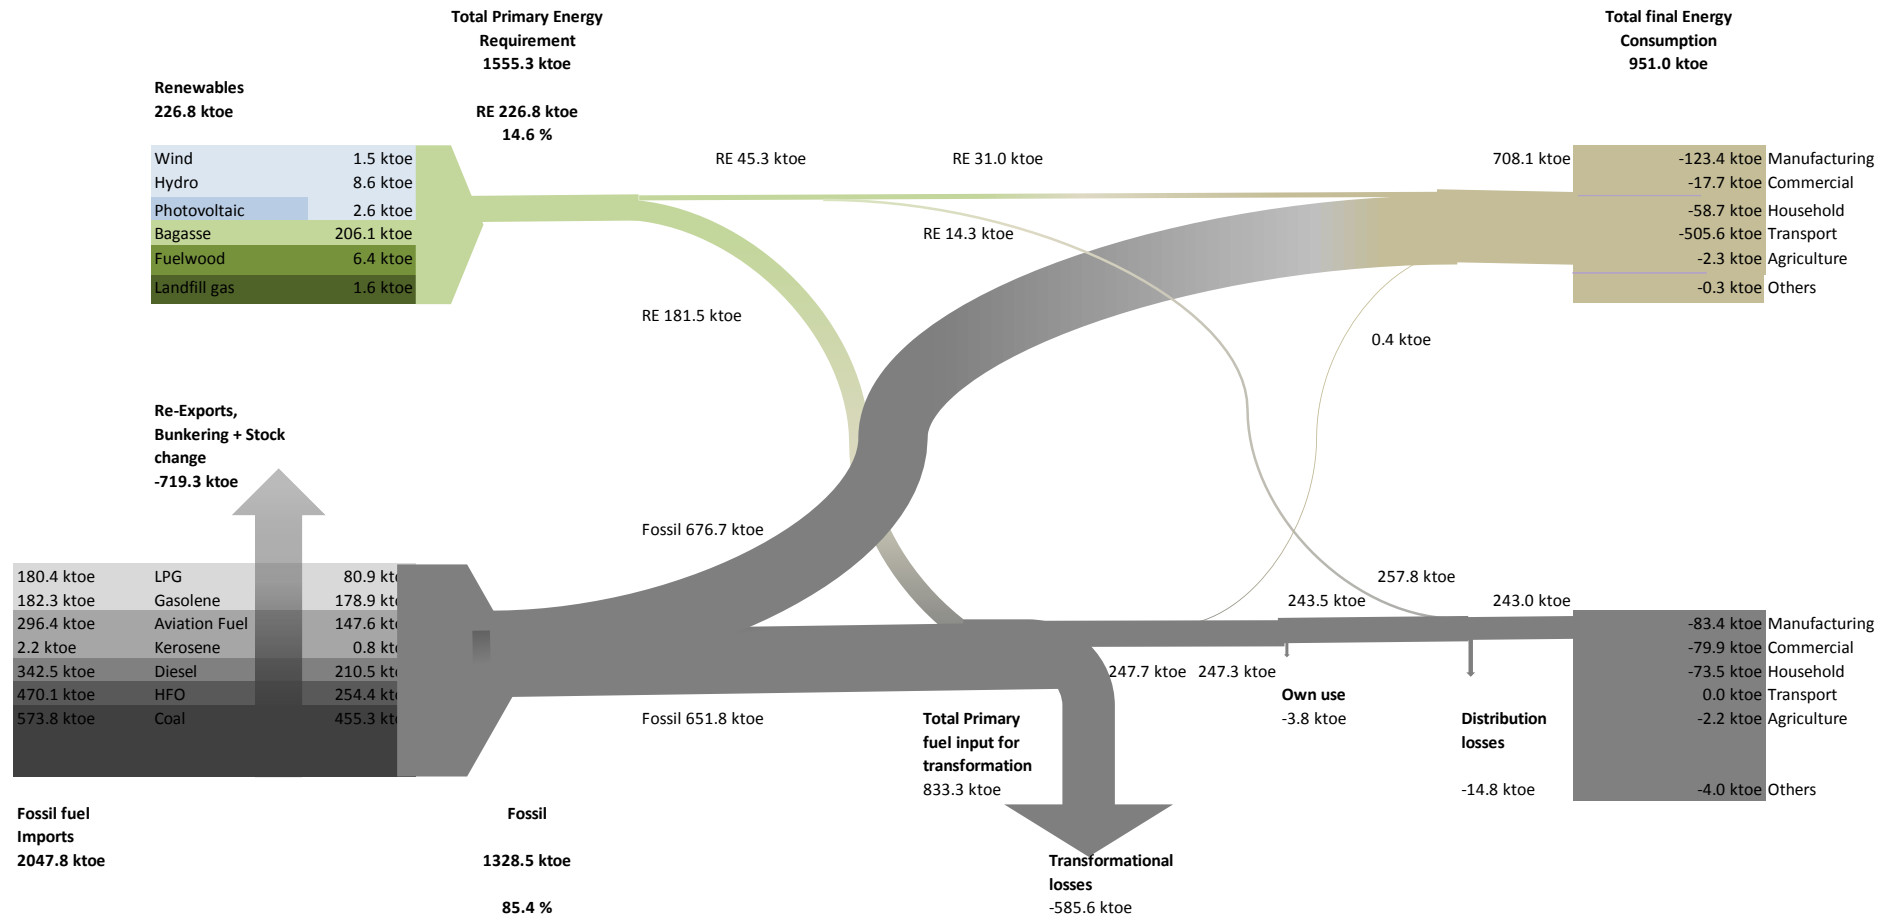 Total Primary Energy
Requirement
1555.3 ktoe
Total final Energy
Consumption
951.0 ktoe
Renewables
226.8 ktoe
RE 226.8 ktoe
14.6 %
Wind 1.5 ktoe
Hydro 8.6 ktoe
Photovoltaic 2.6 ktoe
Bagasse 206.1 ktoe
Fuelwood 6.4 ktoe
Landfill gas 1.6 ktoe
RE 45.3 ktoe
RE 31.0 ktoe
RE 14.3 ktoe
RE 181.5 ktoe
708.1 ktoe
-123.4 ktoe Manufacturing
-17.7 ktoe Commercial
-58.7 ktoe Household
-505.6 ktoe Transport
-2.3 ktoe Agriculture
-0.3 ktoe Others
0.4 ktoe
Re-Exports,
Bunkering + Stock
change
-719.3 ktoe
Fossil 676.7 ktoe
180.4 ktoe LPG 80.9 kto
182.3 ktoe Gasolene 178.9 kto
296.4 ktoe Aviation Fuel 147.6 kto
2.2 ktoe Kerosene 0.8 kto
342.5 ktoe Diesel 210.5 kto
470.1 ktoe HFO 254.4 kto
573.8 ktoe Coal 455.3 kto
Fossil 651.8 ktoe
257.8 ktoe
243.5 ktoe
243.0 ktoe
247.7 ktoe
247.3 ktoe
Own use
-3.8 ktoe
Distribution
losses
-14.8 ktoe
Total Primary
fuel input for
transformation
833.3 ktoe
-83.4 ktoe Manufacturing
-79.9 ktoe Commercial
-73.5 ktoe Household
0.0 ktoe Transport
-2.2 ktoe Agriculture
-4.0 ktoe Others
Fossil fuel
Imports
2047.8 ktoe
Fossil
1328.5 ktoe
85.4 %
Transformational
losses
-585.6 ktoe